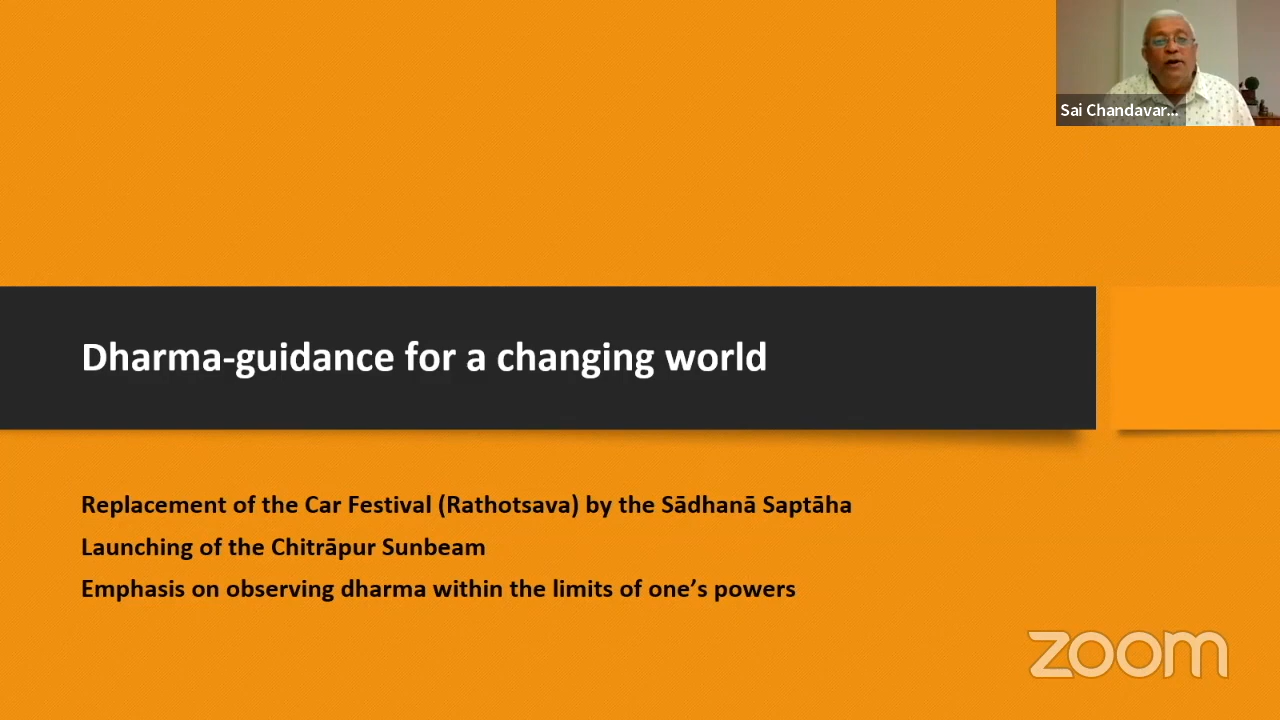 Sai Chandavar...
Dharma-guidance for a changing world
Replacement of the Car Festival (Rathotsava) by the Sādhanā Saptāha
Launching of the Chitrāpur Sunbeam
Emphasis on observing dharma within the limits of one’s powers
zoom